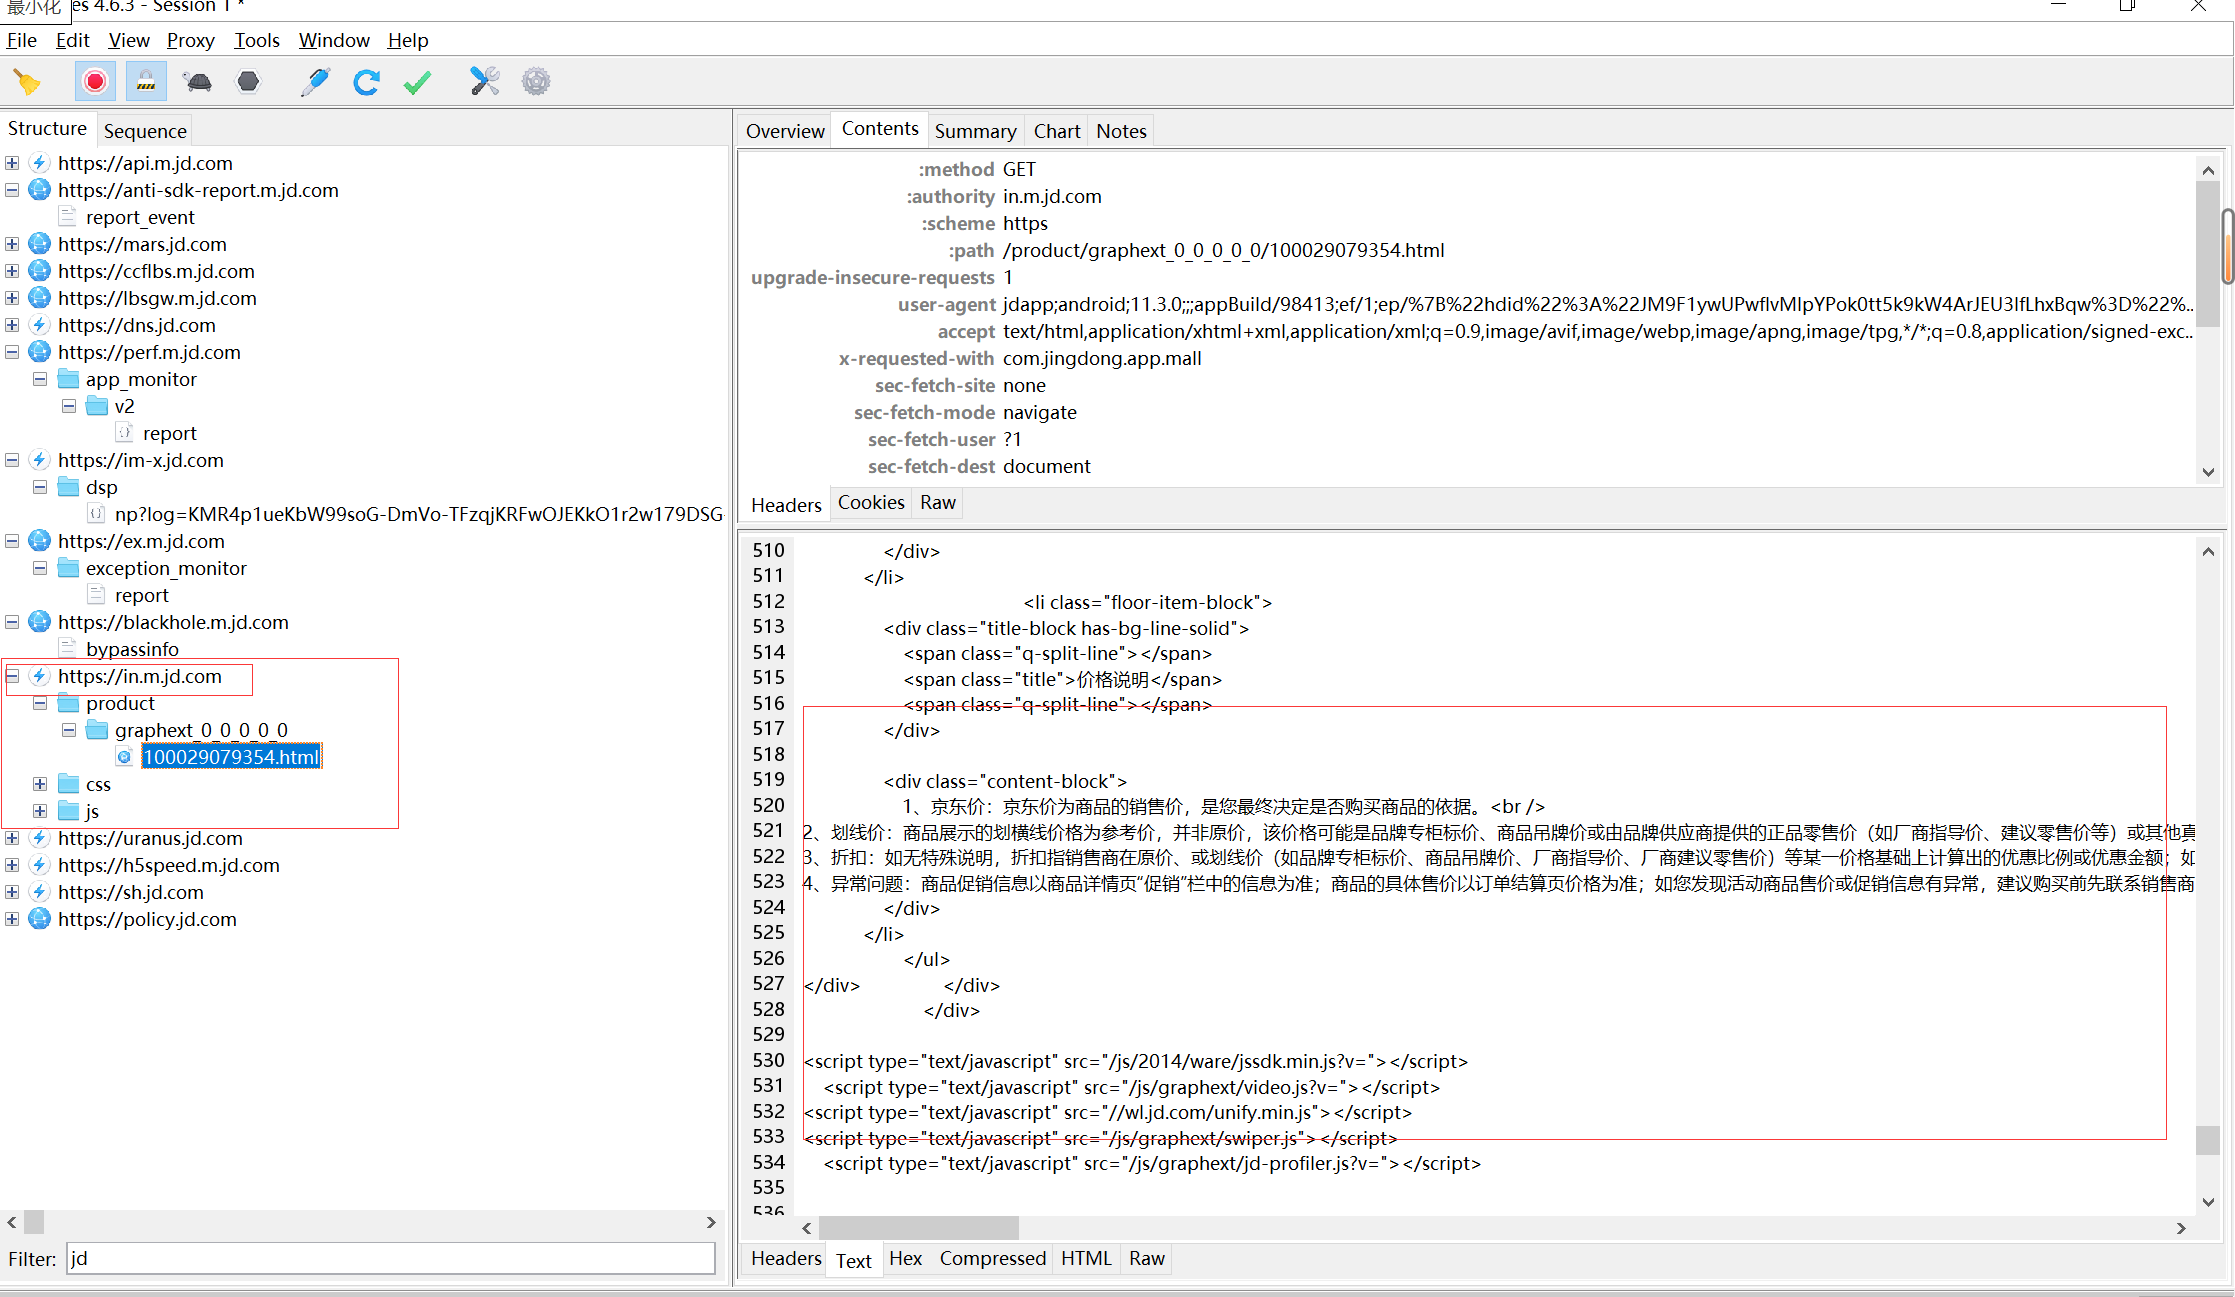 最小化
es 4.6.3 - Session 1 *
File Edit View Proxy Tools Window Help
Structure Sequence
https://api.m.jd.com
https://anti-sdk-report.m.jd.com
report_event
https://mars.jd.com
https://ccflbs.m.jd.com
https://lbsgw.m.jd.com
https://dns.jd.com
https://perf.m.jd.com
app_monitor
v2
report
https://im-x.jd.com
dsp
np?log=KMR4p1ueKbW99soG-DmVo-TFzqjKRFwOJEKkO1r2w179DSG-
https://ex.m.jd.com
exception_monitor
report
https://blackhole.m.jd.com
bypassinfo
https://in.m.jd.com
product
graphext_0_0_0_0_0
100029079354.html
css
js
https://uranus.jd.com
https://h5speed.m.jd.com
https://sh.jd.com
https://policy.jd.com
Filter: jd
Overview Contents Summary Chart Notes
:method GET
:authority in.m.jd.com
:scheme https
:path /product/graphext_0_0_0_0_0/100029079354.html
upgrade-insecure-requests 1
user-agent jdapp;android;11.3.0;;;appBuild/98413;ef/1;ep/%7B%22hdid%22%3A%22JM9F1ywUPwflvMIpYPok0tt5k9kW4ArJEU3lfLhxBqw%3D%22%...
accept text/html,application/xhtml+xml,application/xml;q=0.9,image/avif,image/webp,image/apng,image/tpg,*/*;q=0.8,application/signed-exc...
x-requested-with com.jingdong.app.mall
sec-fetch-site none
sec-fetch-mode navigate
sec-fetch-user ?1
sec-fetch-dest document
Headers Cookies Raw
510 </div>
511 </li>
512 <li class="floor-item-block">
513 <div class="title-block has-bg-line-solid">
514 <span class="q-split-line"></span>
515 <span class="title">价格说明</span>
516 <span class="q-split-line"></span>
517 </div>
518
519 <div class="content-block">
520 1、京东价：京东价为商品的销售价，是您最终决定是否购买商品的依据。<br />
521 2、划线价：商品展示的划横线价格为参考价，并非原价，该价格可能是品牌专柜标价、商品吊牌价或由品牌供应商提供的正品零售价（如厂商指导价、建议零售价等）或其他真
522 3、折扣：如无特殊说明，折扣指销售商在原价、或划线价（如品牌专柜标价、商品吊牌价、厂商指导价、厂商建议零售价）等某一价格基础上计算出的优惠比例或优惠金额；如
523 4、异常问题：商品促销信息以商品详情页“促销”栏中的信息为准；商品的具体售价以订单结算页价格为准；如您发现活动商品售价或促销信息有异常，建议购买前先联系销售商
524 </div>
525 </li>
526 </ul>
527 </div> </div>
528 </div>
529
530 <script type="text/javascript" src="/js/2014/ware/jssdk.min.js?v="></script>
531 <script type="text/javascript" src="/js/graphext/video.js?v="></script>
532 <script type="text/javascript" src="//wl.jd.com/unify.min.js"></script>
533 <script type="text/javascript" src="/js/graphext/swiper.js"></script>
534 <script type="text/javascript" src="/js/graphext/jd-profiler.js?v="></script>
535
536
Headers Text Hex Compressed HTML Raw